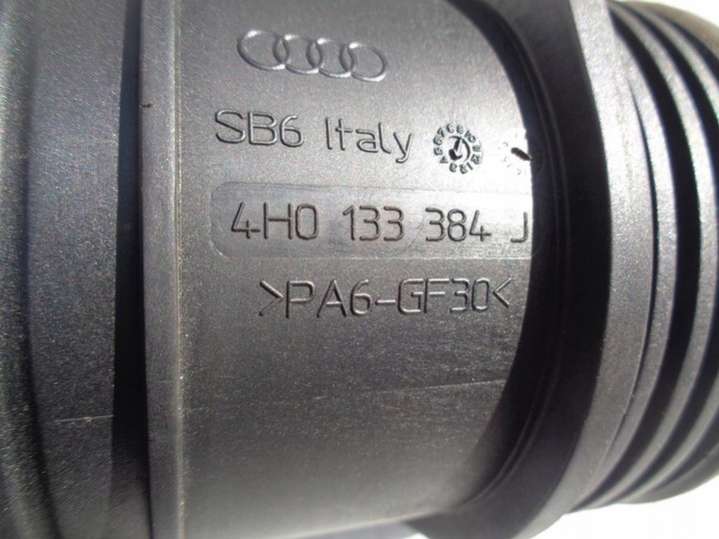 SB6 Italy
4H0 133 384 J
>PA6-GF30<